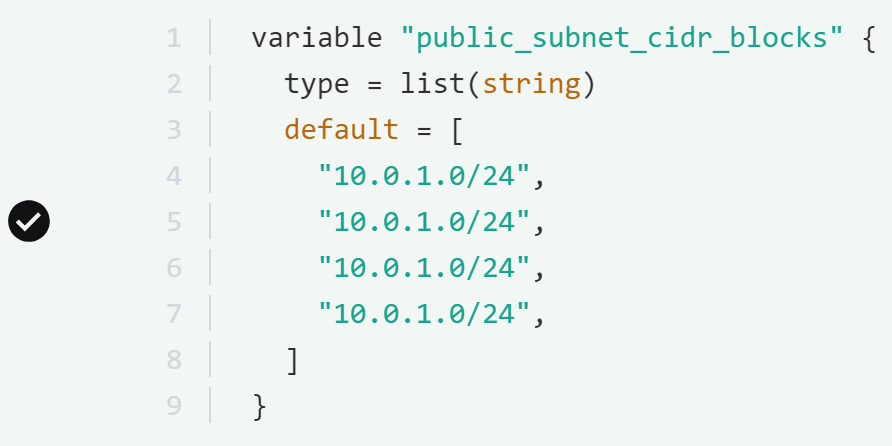 1 variable "public_subnet_cidr_blocks" {
2   type = list(string)
3   default = [
4     "10.0.1.0/24",
5     "10.0.1.0/24",
6     "10.0.1.0/24",
7     "10.0.1.0/24",
8   ]
9 }